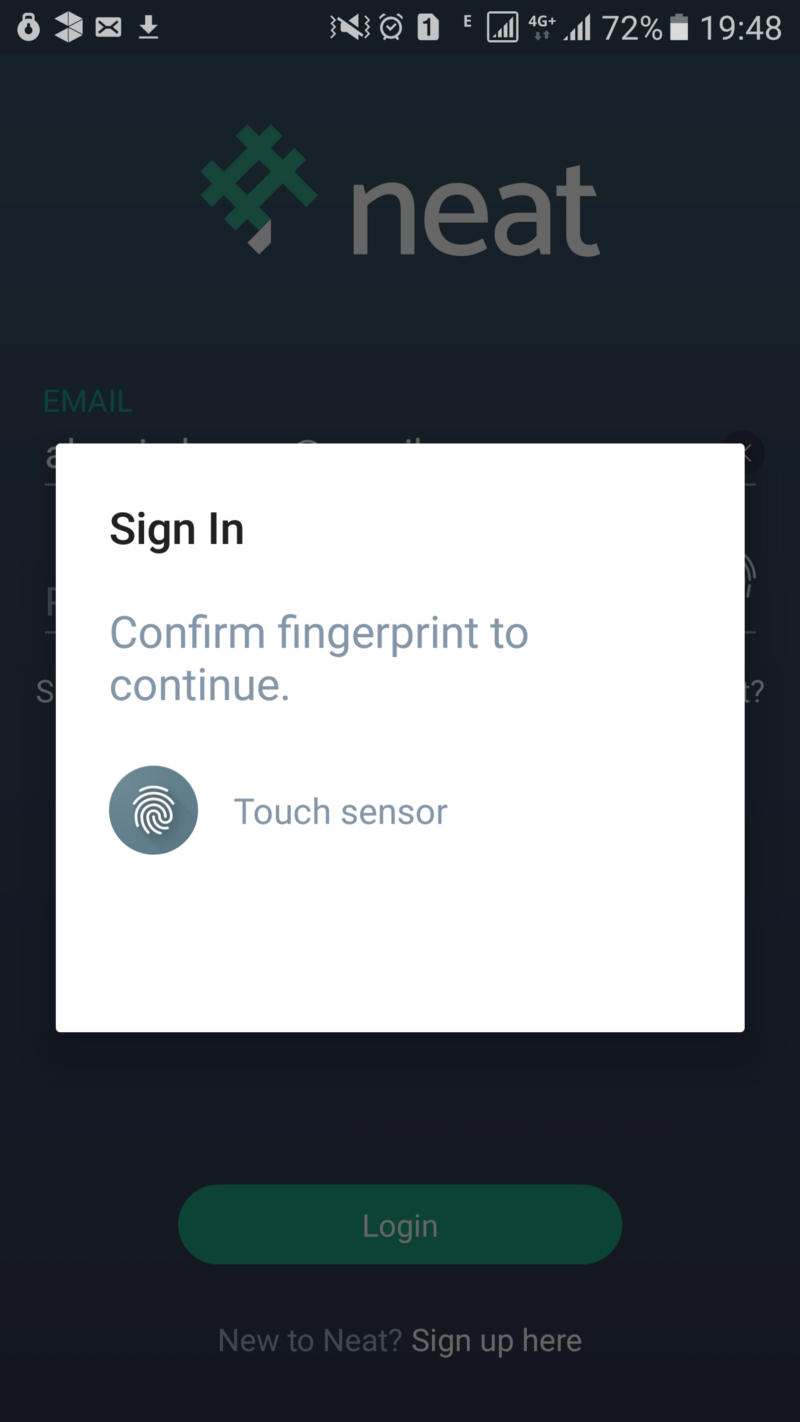 1 E 4G+ 72% 19:48
neat
EMAIL
Sign In
Confirm fingerprint to
continue.
Touch sensor
Login
New to Neat? Sign up here